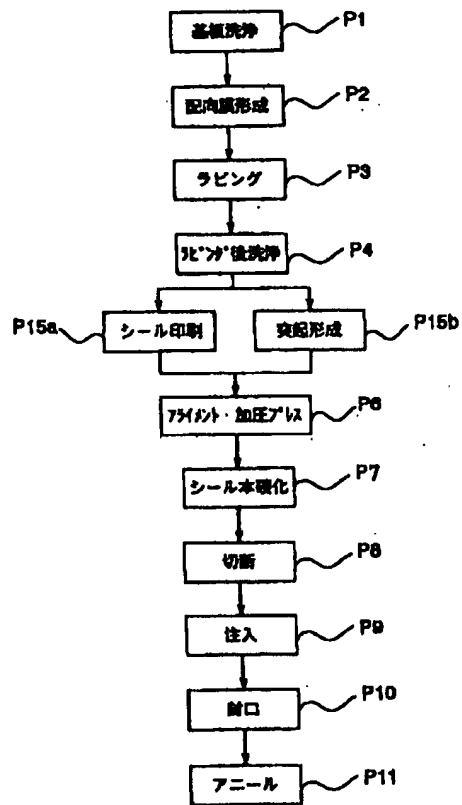 基板洗浄 P1
配向膜形成 P2
ラビング P3
ﾗﾋﾞﾝｸﾞ後洗浄 P4
P15a シール印刷 突起形成 P15b
ｱﾗｲﾒﾝﾄ・加圧ﾌﾟﾚｽ P6
シール本硬化 P7
切断 P8
注入 P9
封口 P10
アニール P11